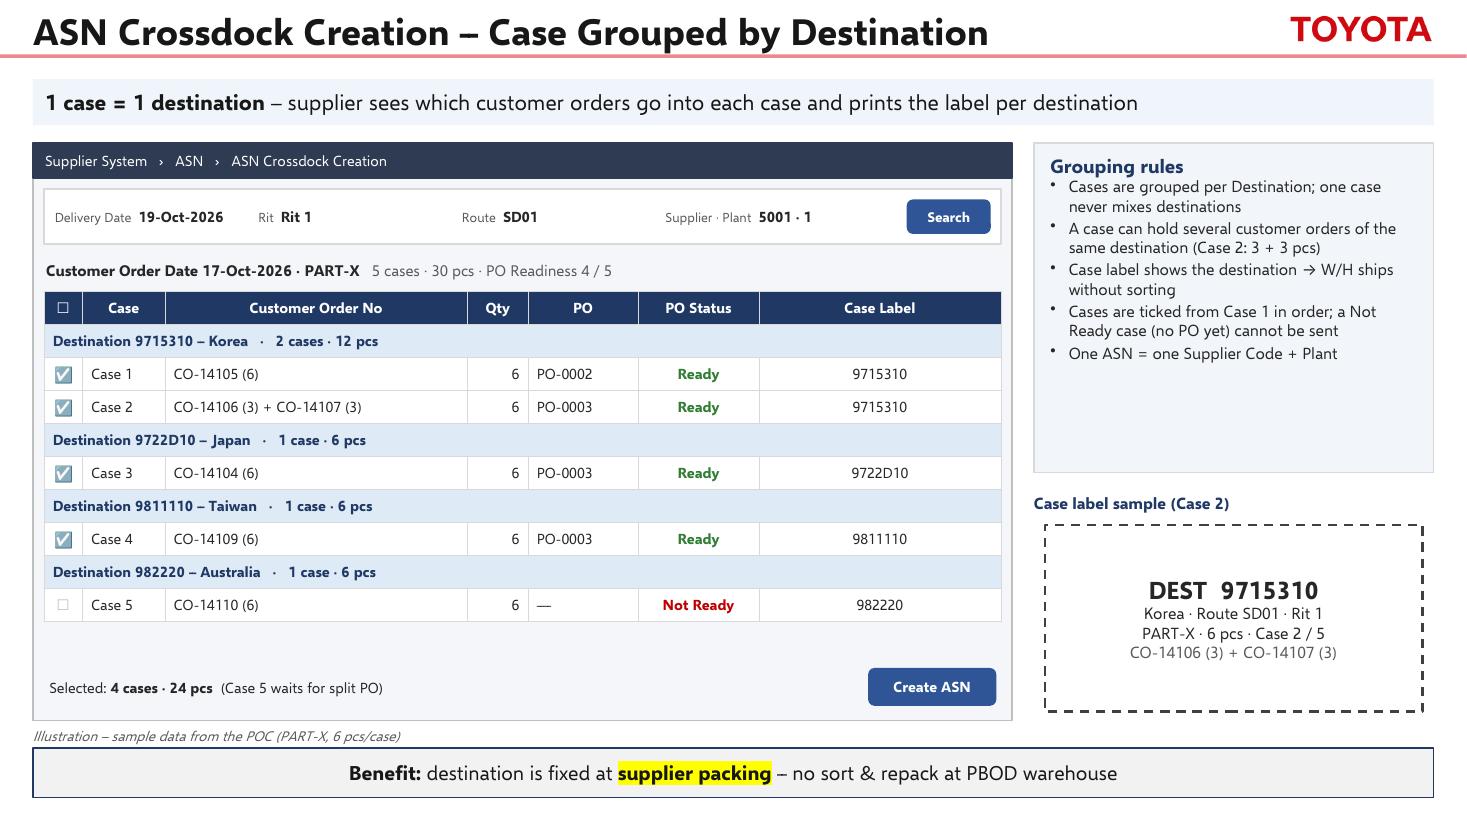 ASN Crossdock Creation – Case Grouped by Destination
TOYOTA
1 case = 1 destination – supplier sees which customer orders go into each case and prints the label per destination
Supplier System › ASN › ASN Crossdock Creation
Delivery Date 19-Oct-2026 Rit Rit 1 Route SD01 Supplier · Plant 5001 · 1 Search
Customer Order Date 17-Oct-2026 · PART-X 5 cases · 30 pcs · PO Readiness 4 / 5
☐ Case Customer Order No Qty PO PO Status Case Label
Destination 9715310 – Korea · 2 cases · 12 pcs
☑ Case 1 CO-14105 (6) 6 PO-0002 Ready 9715310
☑ Case 2 CO-14106 (3) + CO-14107 (3) 6 PO-0003 Ready 9715310
Destination 9722D10 – Japan · 1 case · 6 pcs
☑ Case 3 CO-14104 (6) 6 PO-0003 Ready 9722D10
Destination 9811110 – Taiwan · 1 case · 6 pcs
☑ Case 4 CO-14109 (6) 6 PO-0003 Ready 9811110
Destination 982220 – Australia · 1 case · 6 pcs
☐ Case 5 CO-14110 (6) 6 — Not Ready 982220
Selected: 4 cases · 24 pcs (Case 5 waits for split PO) Create ASN
Illustration – sample data from the POC (PART-X, 6 pcs/case)
Grouping rules
• Cases are grouped per Destination; one case
never mixes destinations
• A case can hold several customer orders of the
same destination (Case 2: 3 + 3 pcs)
• Case label shows the destination → W/H ships
without sorting
• Cases are ticked from Case 1 in order; a Not
Ready case (no PO yet) cannot be sent
• One ASN = one Supplier Code + Plant
Case label sample (Case 2)
DEST 9715310
Korea · Route SD01 · Rit 1
PART-X · 6 pcs · Case 2 / 5
CO-14106 (3) + CO-14107 (3)
Benefit: destination is fixed at supplier packing – no sort & repack at PBOD warehouse